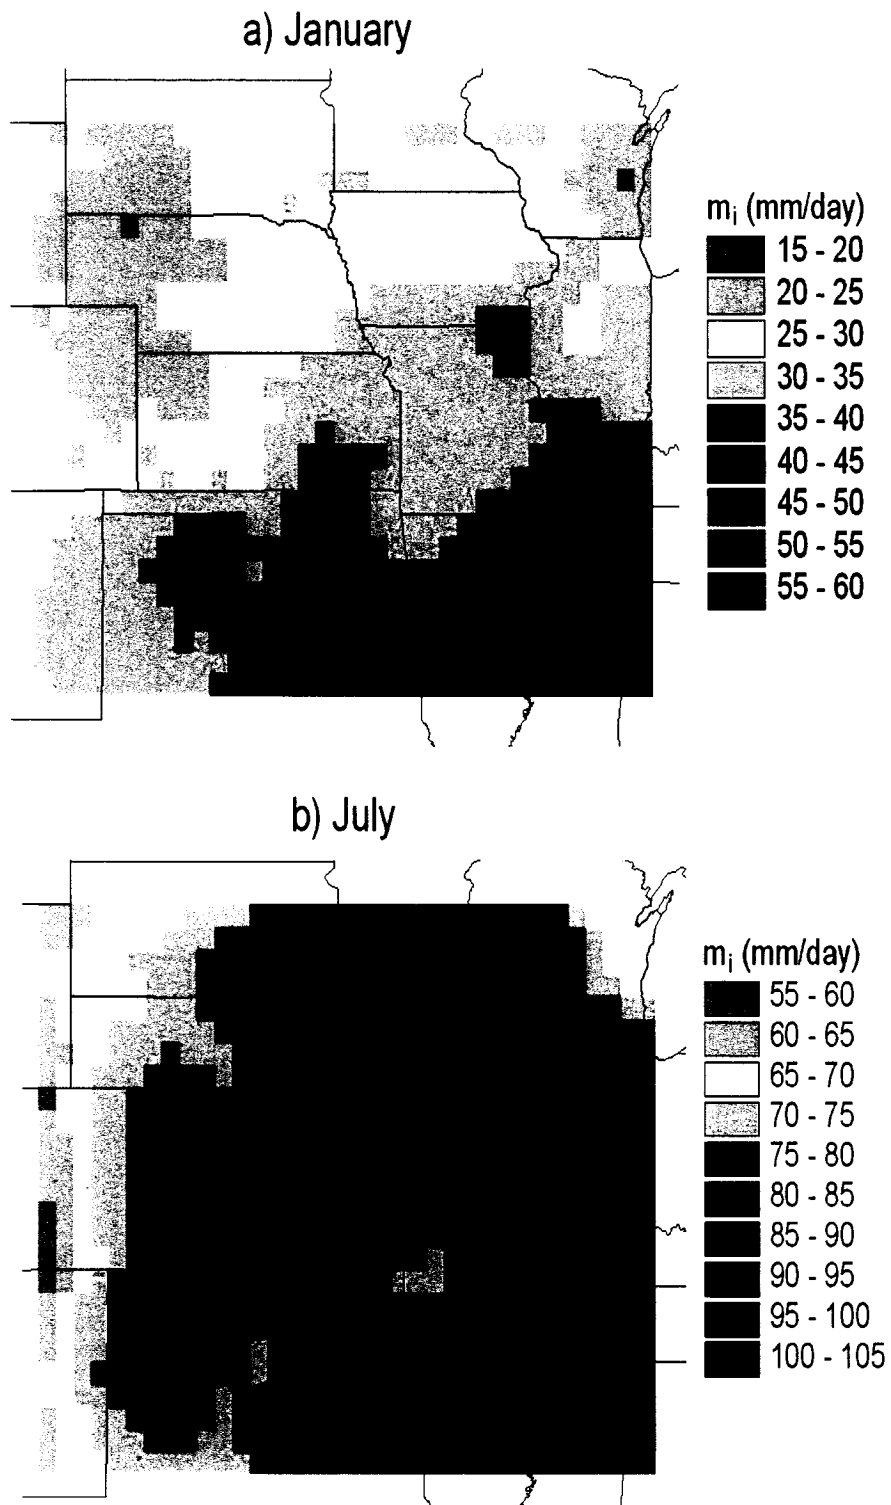 a) January
mi (mm/day)
15 - 20
20 - 25
25 - 30
30 - 35
35 - 40
40 - 45
45 - 50
50 - 55
55 - 60
b) July
mi (mm/day)
55 - 60
60 - 65
65 - 70
70 - 75
75 - 80
80 - 85
85 - 90
90 - 95
95 - 100
100 - 105